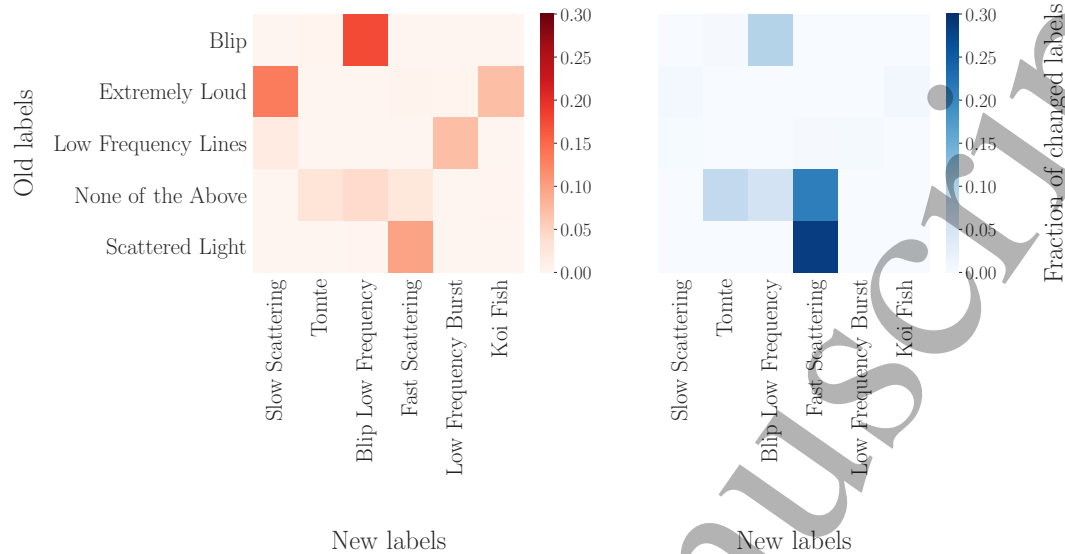 Old labels
Blip
Extremely Loud
Low Frequency Lines
None of the Above
Scattered Light
Slow Scattering
Tomte
Blip Low Frequency
Fast Scattering
Low Frequency Burst
Koi Fish
New labels
0.30
0.25
0.20
0.15
0.10
0.05
0.00
Slow Scattering
Tomte
Blip Low Frequency
Fast Scattering
Low Frequency Burst
Koi Fish
New labels
0.30
0.25
0.20
0.15
0.10
0.05
0.00
Fraction of changed labels
uscrip